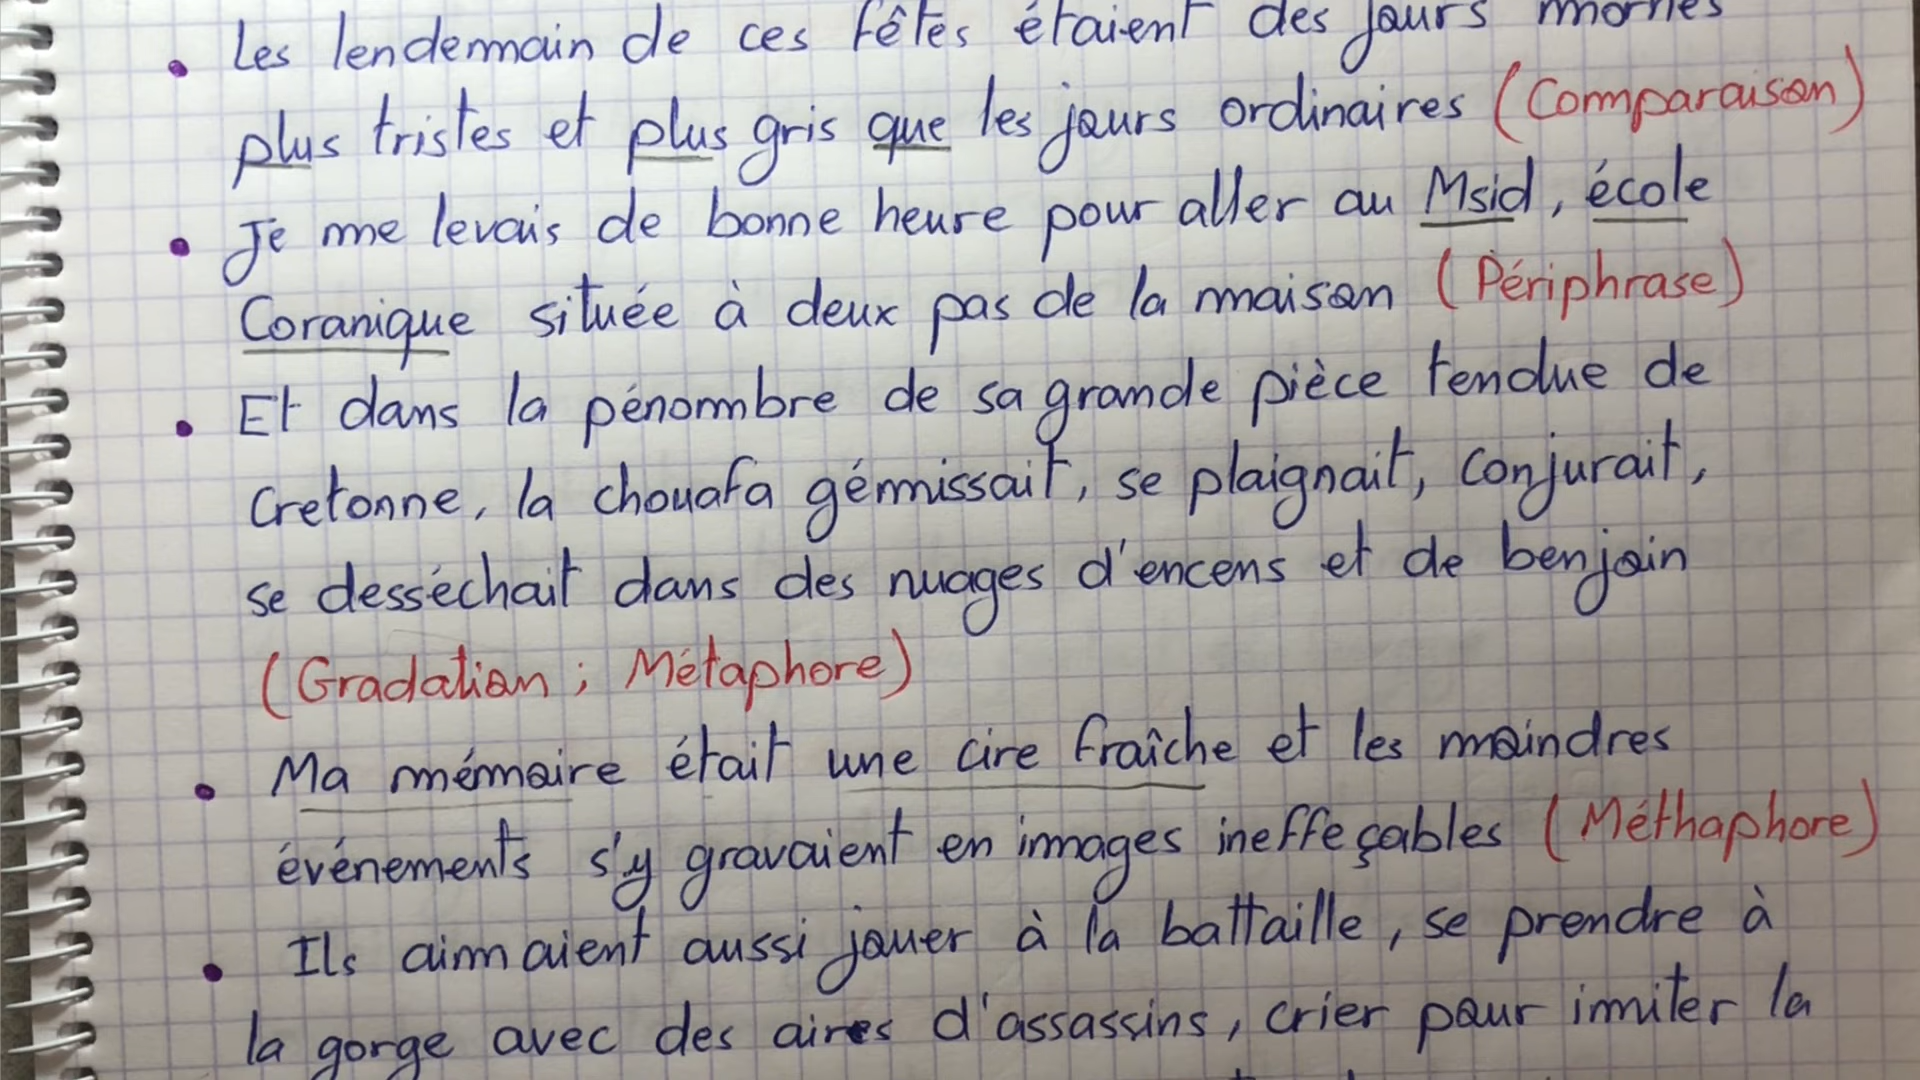 Les lendemain de ces fêtes étaient des jours mornes
plus tristes et plus gris que les jours ordinaires (Comparaison)
Je me levais de bonne heure pour aller au Msid, école
Coranique située à deux pas de la maison (Périphrase)
Et dans la pénombre de sa grande pièce tendue de
cretonne, la chouafa gémissait, se plaignait, conjurait,
se desséchait dans des nuages d'encens et de benjoin
(Gradation ; Métaphore)
Ma mémoire était une cire fraîche et les moindres
événements s'y gravaient en images ineffeçables (Méthaphore)
Ils aimaient aussi jouer à la battaille, se prendre à
la gorge avec des aires d'assassins, crier pour imiter la